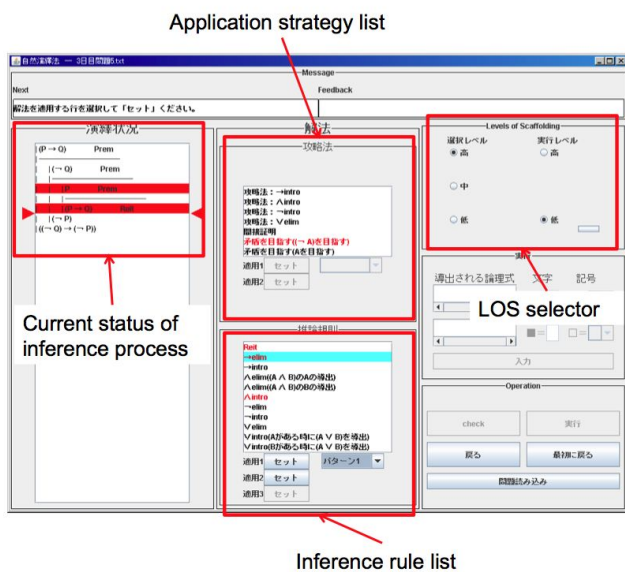 Application strategy list
自然演繹法 — 3日目問題5.txt
Message
Next
Feedback
解法を適用する行を選択して「セット」ください。
演繹状況
(P → Q) Prem
(¬ Q) Prem
P Prem
(P → Q) Reit
(¬ P)
((¬ Q) → (¬ P))
解法
攻略法
攻略法：→intro
攻略法：∧intro
攻略法：¬intro
攻略法：∨elim
間接証明
矛盾を目指す((¬ A)を目指す)
矛盾を目指す(Aを目指す)
適用1 セット
適用2 セット
推論規則
Reit
→elim
→intro
∧elim((A ∧ B)のAの導出)
∧elim((A ∧ B)のBの導出)
∧intro
¬elim
¬intro
∨elim
∨intro(Aがある時に(A ∨ B)を導出)
∨intro(Bがある時に(A ∨ B)を導出)
適用1 セット パターン1
適用2 セット
適用3 セット
Levels of Scaffolding
選択レベル 実行レベル
高 高
中
低 低
導出される論理式 文字 記号
入力
Operation
check 実行
戻る 最初に戻る
問題読み込み
Current status of
inference process
LOS selector
Inference rule list